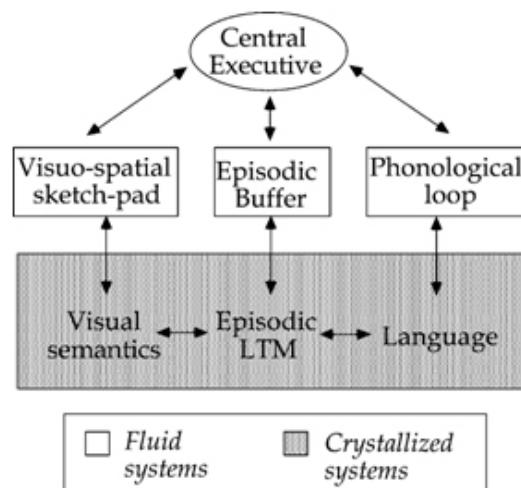 Central
Executive
Visuo-spatial
sketch-pad
Episodic
Buffer
Phonological
loop
Visual
semantics
Episodic
LTM
Language
Fluid
systems
Crystallized
systems